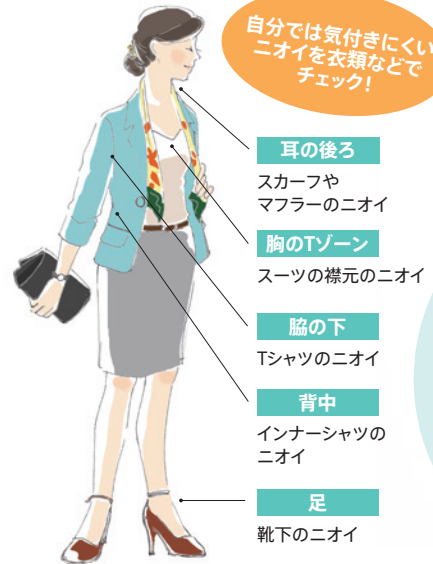 自分では気付きにくい
ニオイを衣類などで
チェック!
耳の後ろ
スカーフや
マフラーのニオイ
胸のTゾーン
スーツの襟元のニオイ
脇の下
Tシャツのニオイ
背中
インナーシャツの
ニオイ
足
靴下のニオイ